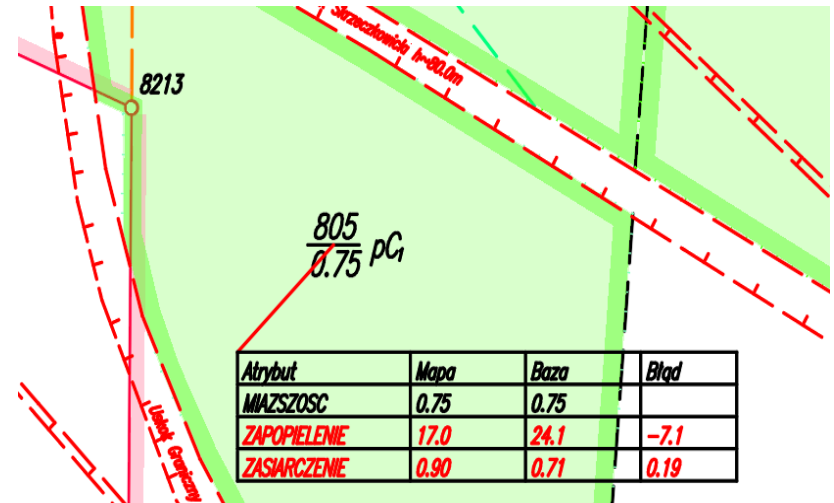 Skrzeczkowicki h~80.0m
8213
805
0.75 pC₁
Atrybut Mapa Baza Błąd
MIAZSZOSC 0.75 0.75
ZAPOPIELENIE 17.0 24.1 -7.1
ZASIARCZENIE 0.90 0.71 0.19
Uskok Graniczny